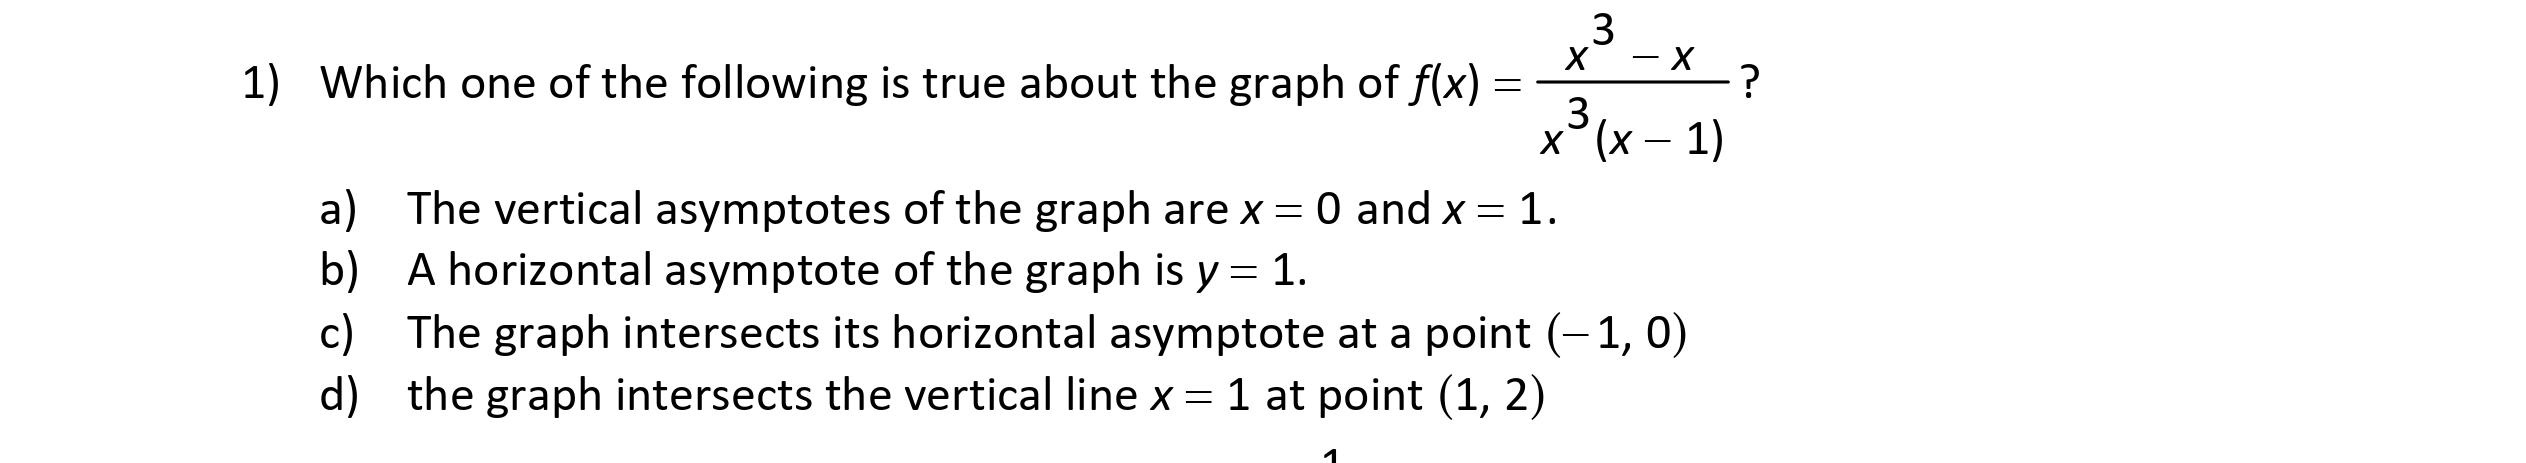 1) Which one of the following is true about the graph of f(x) = \frac{x^3 - x}{x^3(x - 1)}?
a) The vertical asymptotes of the graph are x = 0 and x = 1.
b) A horizontal asymptote of the graph is y = 1.
c) The graph intersects its horizontal asymptote at a point (−1, 0)
d) the graph intersects the vertical line x = 1 at point (1, 2)